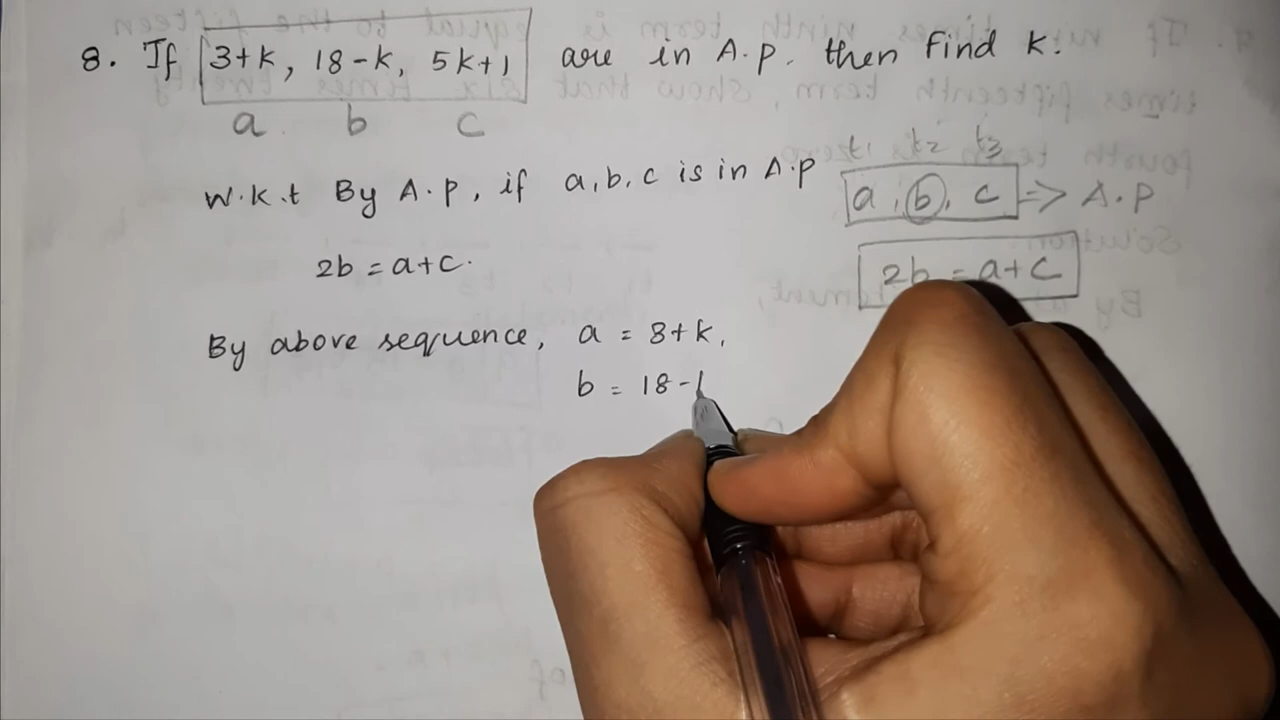 8. If 3+k, 18-k, 5k+1 are in A.p. then Find k.
a b c
W.k.t By A.p, if a,b,c is in A.p
t1 t2 t3
a, b, c => A.p
2b = a+c.
2b = a+c
By above sequence, a = 3+k,
b = 18-